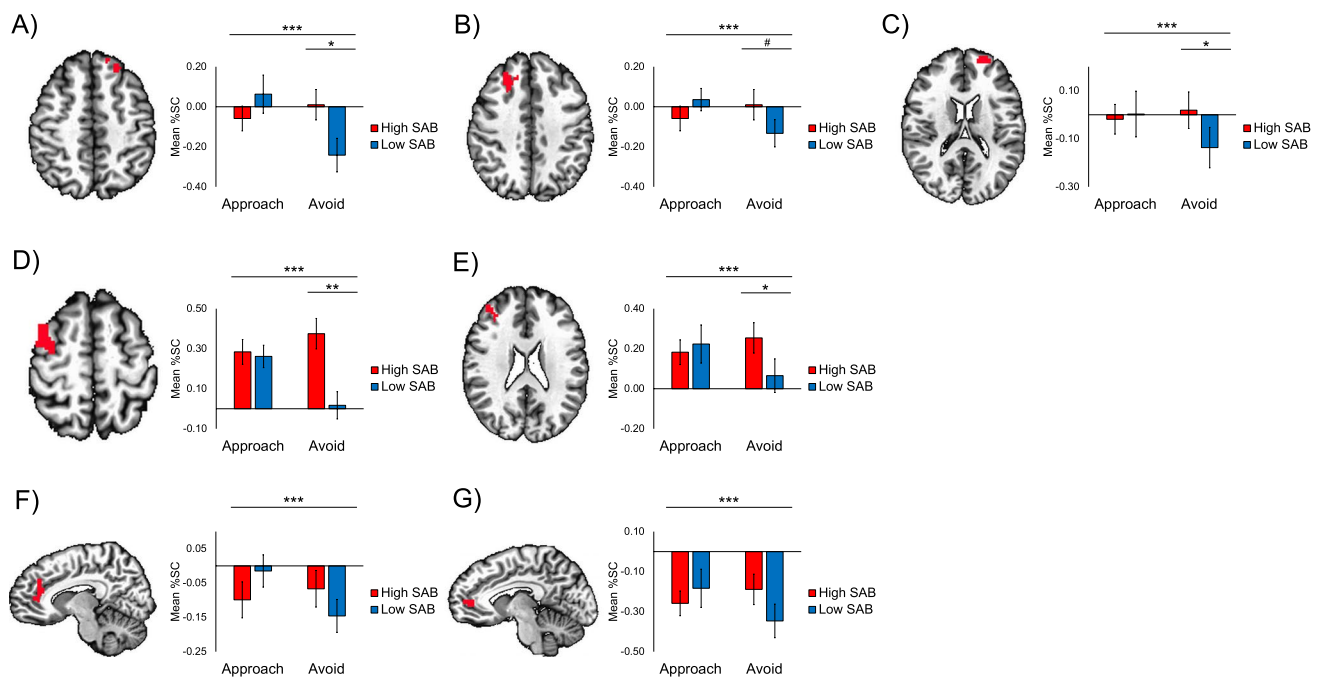 A)
***
*
0.20
0.00
-0.20
-0.40
Mean %SC
Approach
Avoid
High SAB
Low SAB
B)
***
#
0.20
0.00
-0.20
-0.40
Mean %SC
Approach
Avoid
High SAB
Low SAB
C)
***
*
0.10
-0.10
-0.30
Mean %SC
Approach
Avoid
High SAB
Low SAB
D)
***
**
0.50
0.30
0.10
-0.10
Mean %SC
Approach
Avoid
High SAB
Low SAB
E)
***
*
0.40
0.20
0.00
-0.20
Mean %SC
Approach
Avoid
High SAB
Low SAB
F)
***
0.05
-0.05
-0.15
-0.25
Mean %SC
Approach
Avoid
High SAB
Low SAB
G)
***
0.10
-0.10
-0.30
-0.50
Mean %SC
Approach
Avoid
High SAB
Low SAB